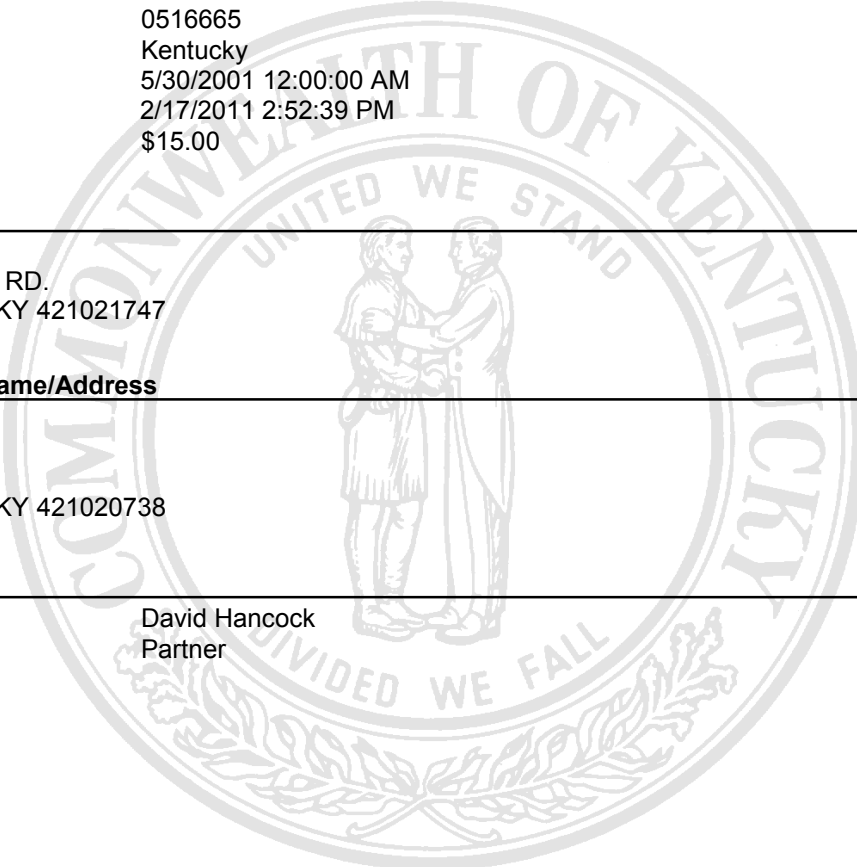 0516665
Kentucky
5/30/2001 12:00:00 AM
2/17/2011 2:52:39 PM
$15.00
RD.
KY 421021747
ame/Address
KY 421020738
David Hancock
Partner
COMMONWEALTH OF KENTUCKY
UNITED WE STAND
DIVIDED WE FALL